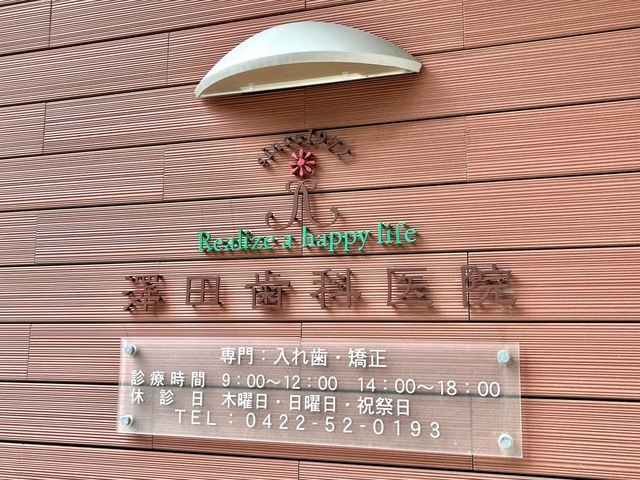 Realize a happy life
澤田歯科医院
専門：入れ歯・矯正
診療時間 9：00〜12：00 14：00〜18：00
休診日 木曜日・日曜日・祝祭日
TEL：0422-52-0193